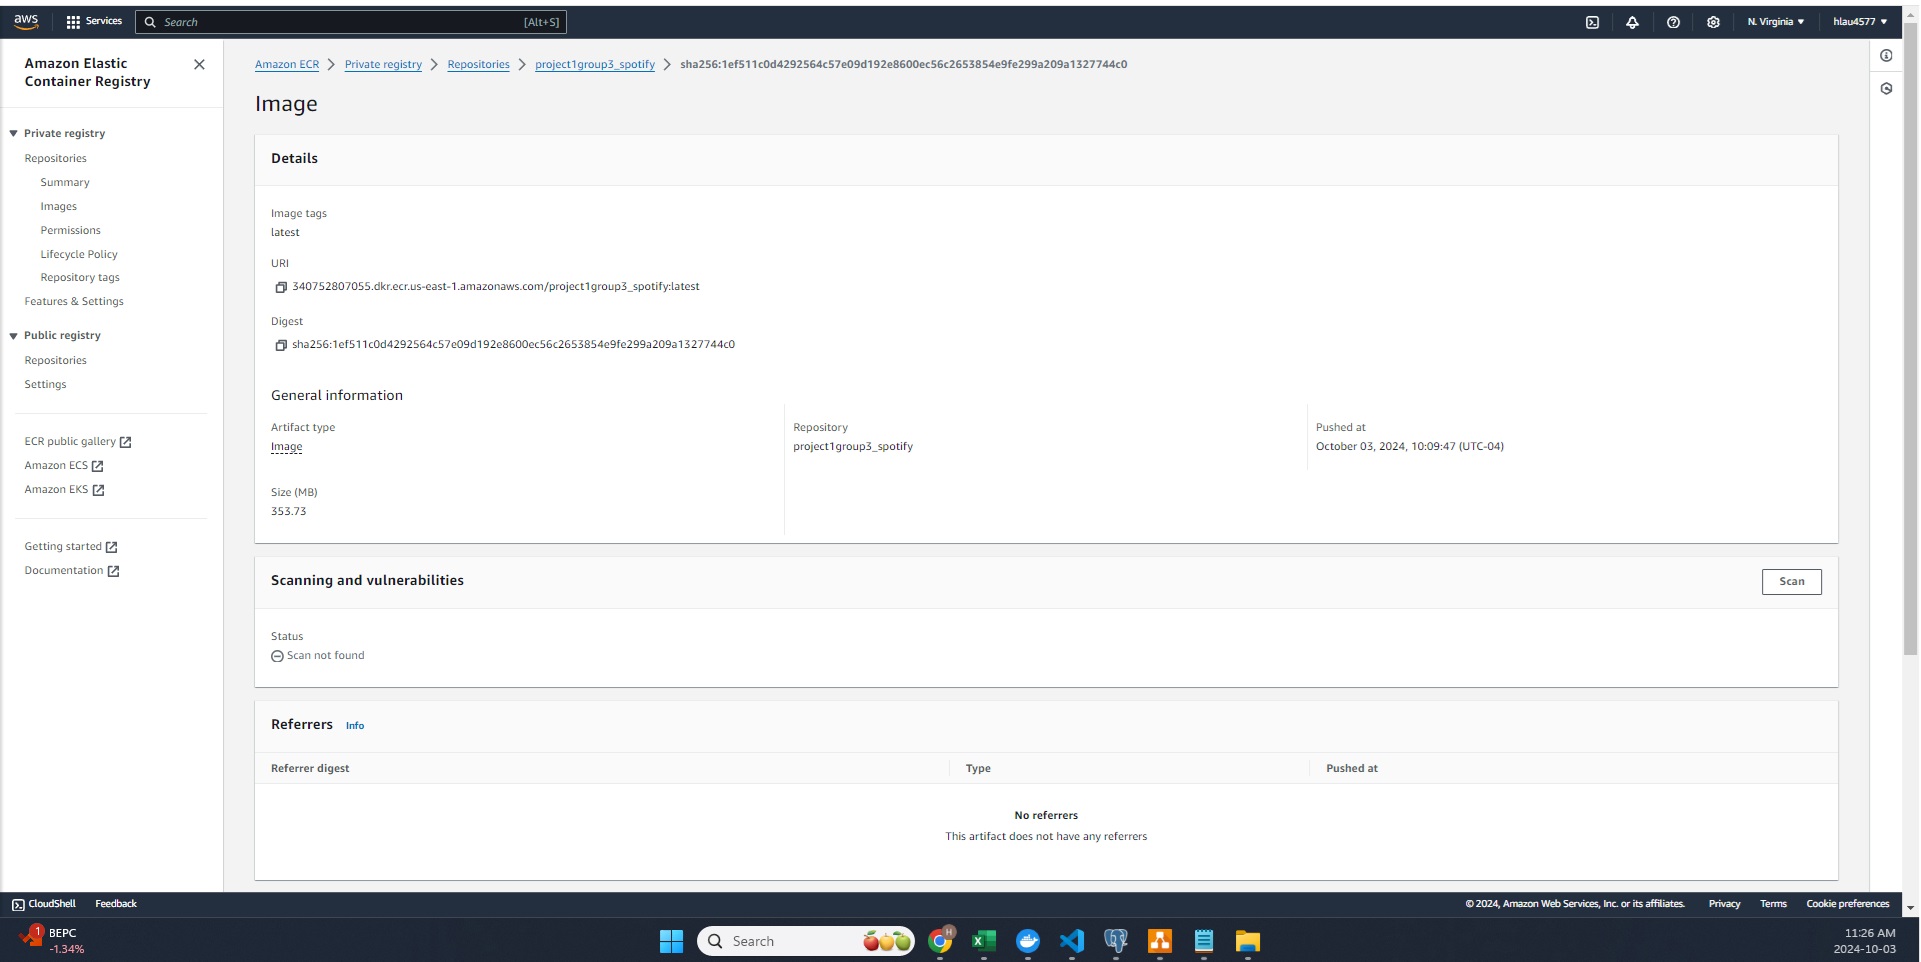 aws
Services
Search
[Alt+S]
N. Virginia
hlau4577
Amazon Elastic
Container Registry
Private registry
Repositories
Summary
Images
Permissions
Lifecycle Policy
Repository tags
Features & Settings
Public registry
Repositories
Settings
ECR public gallery
Amazon ECS
Amazon EKS
Getting started
Documentation
Amazon ECR
Private registry
Repositories
project1group3_spotify
sha256:1ef511c0d4292564c57e09d192e8600ec56c2653854e9fe299a209a1327744c0
Image
Details
Image tags
latest
URI
340752807055.dkr.ecr.us-east-1.amazonaws.com/project1group3_spotify:latest
Digest
sha256:1ef511c0d4292564c57e09d192e8600ec56c2653854e9fe299a209a1327744c0
General information
Artifact type
Image
Repository
project1group3_spotify
Pushed at
October 03, 2024, 10:09:47 (UTC-04)
Size (MB)
353.73
Scanning and vulnerabilities
Scan
Status
Scan not found
Referrers Info
Referrer digest
Type
Pushed at
No referrers
This artifact does not have any referrers
CloudShell
Feedback
© 2024, Amazon Web Services, Inc. or its affiliates.
Privacy
Terms
Cookie preferences
1
BEPC
-1.34%
Search
H
11:26 AM
2024-10-03